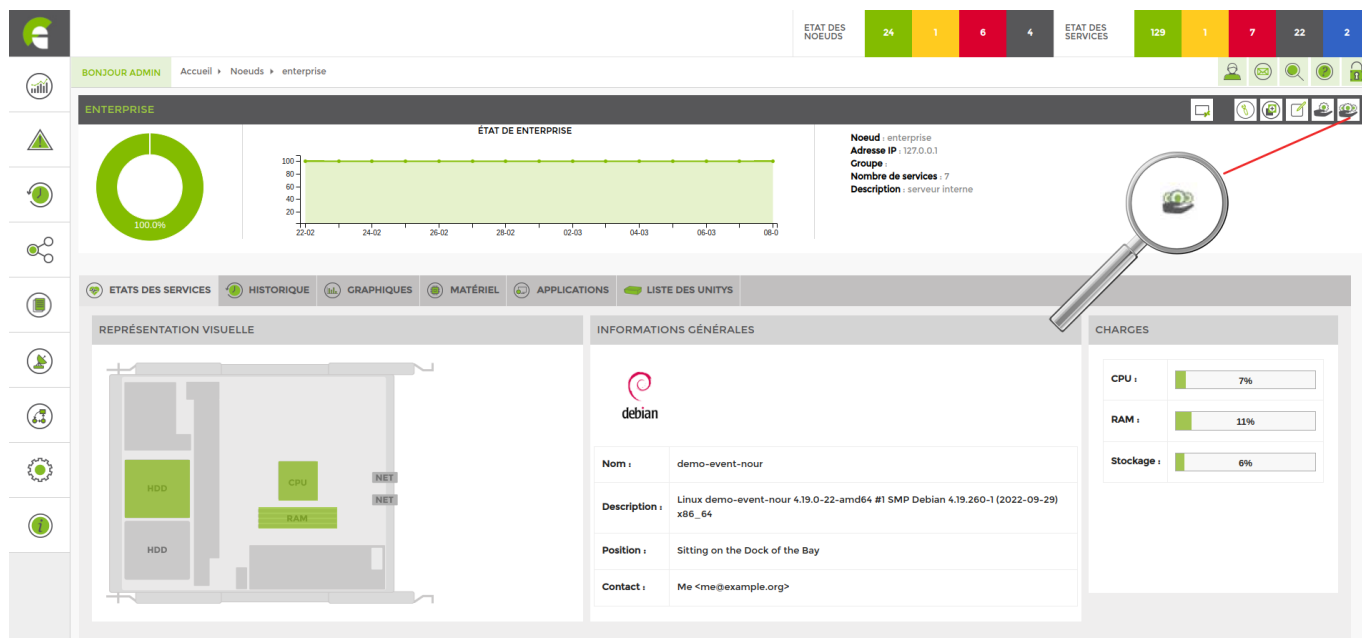 ETAT DES NOEUDS
24 1 6 4
ETAT DES SERVICES
129 1 7 22 2
BONJOUR ADMIN
Accueil Noeuds enterprise
ENTERPRISE
100.0%
ÉTAT DE ENTERPRISE
100
80
60
40
20
22-02 24-02 26-02 28-02 02-03 04-03 06-03 08-0
Noeud : enterprise
Adresse IP : 127.0.0.1
Groupe :
Nombre de services : 7
Description : serveur interne
ETATS DES SERVICES HISTORIQUE GRAPHIQUES MATÉRIEL APPLICATIONS LISTE DES UNITYS
REPRÉSENTATION VISUELLE
HDD
HDD
CPU
RAM
NET
NET
INFORMATIONS GÉNÉRALES
debian
Nom : demo-event-nour
Description : Linux demo-event-nour 4.19.0-22-amd64 #1 SMP Debian 4.19.260-1 (2022-09-29)
x86_64
Position : Sitting on the Dock of the Bay
Contact : Me <me@example.org>
CHARGES
CPU : 7%
RAM : 11%
Stockage : 6%